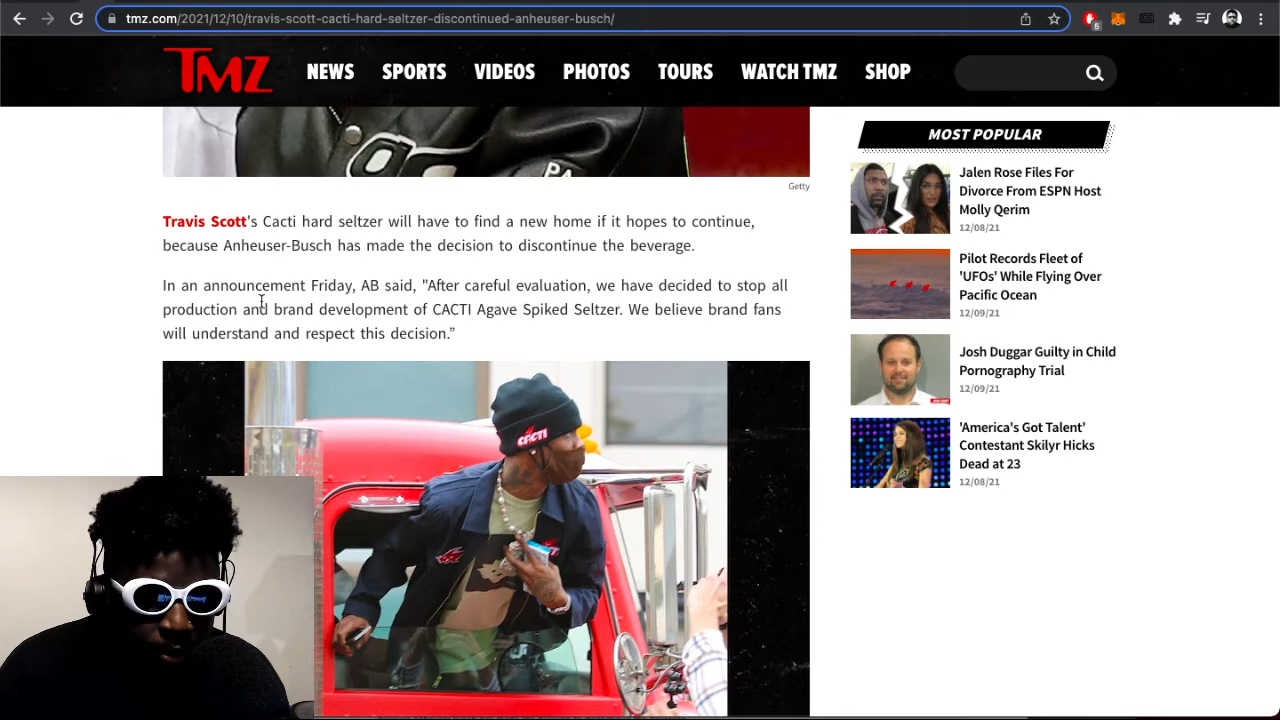 tmz.com/2021/12/10/travis-scott-cacti-hard-seltzer-discontinued-anheuser-busch/
5
TMZ
NEWS SPORTS VIDEOS PHOTOS TOURS WATCH TMZ SHOP
PA
Getty
Travis Scott's Cacti hard seltzer will have to find a new home if it hopes to continue,
because Anheuser-Busch has made the decision to discontinue the beverage.
In an announcement Friday, AB said, "After careful evaluation, we have decided to stop all
production and brand development of CACTI Agave Spiked Seltzer. We believe brand fans
will understand and respect this decision.”
CACTI
MOST POPULAR
Jalen Rose Files For
Divorce From ESPN Host
Molly Qerim
12/08/21
Pilot Records Fleet of
'UFOs' While Flying Over
Pacific Ocean
12/09/21
Josh Duggar Guilty in Child
Pornography Trial
12/09/21
'America's Got Talent'
Contestant Skilyr Hicks
Dead at 23
12/08/21